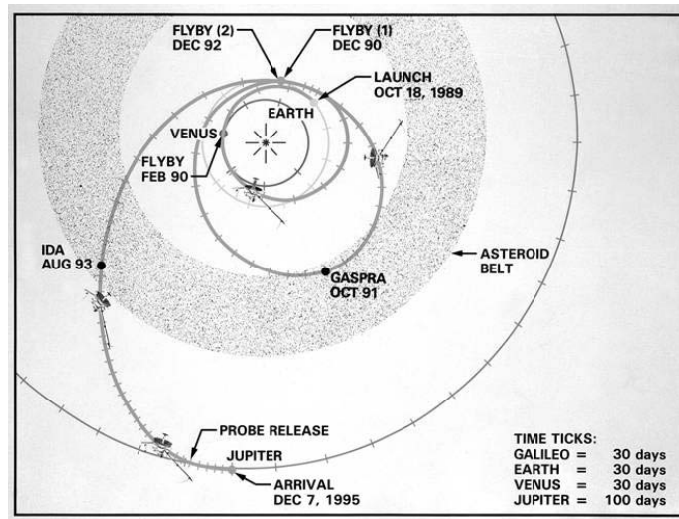 FLYBY (2)
DEC 92
FLYBY (1)
DEC 90
LAUNCH
OCT 18, 1989
EARTH
VENUS
FLYBY
FEB 90
IDA
AUG 93
GASPRA
OCT 91
ASTEROID
BELT
PROBE RELEASE
JUPITER
ARRIVAL
DEC 7, 1995
TIME TICKS:
GALILEO = 30 days
EARTH = 30 days
VENUS = 30 days
JUPITER = 100 days